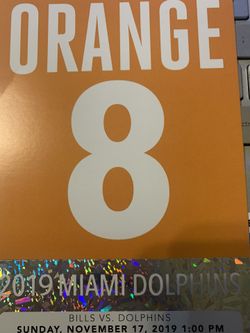 ORANGE
8
2019 MIAMI DOLPHINS
BILLS VS. DOLPHINS
SUNDAY, NOVEMBER 17, 2019 1:00 PM